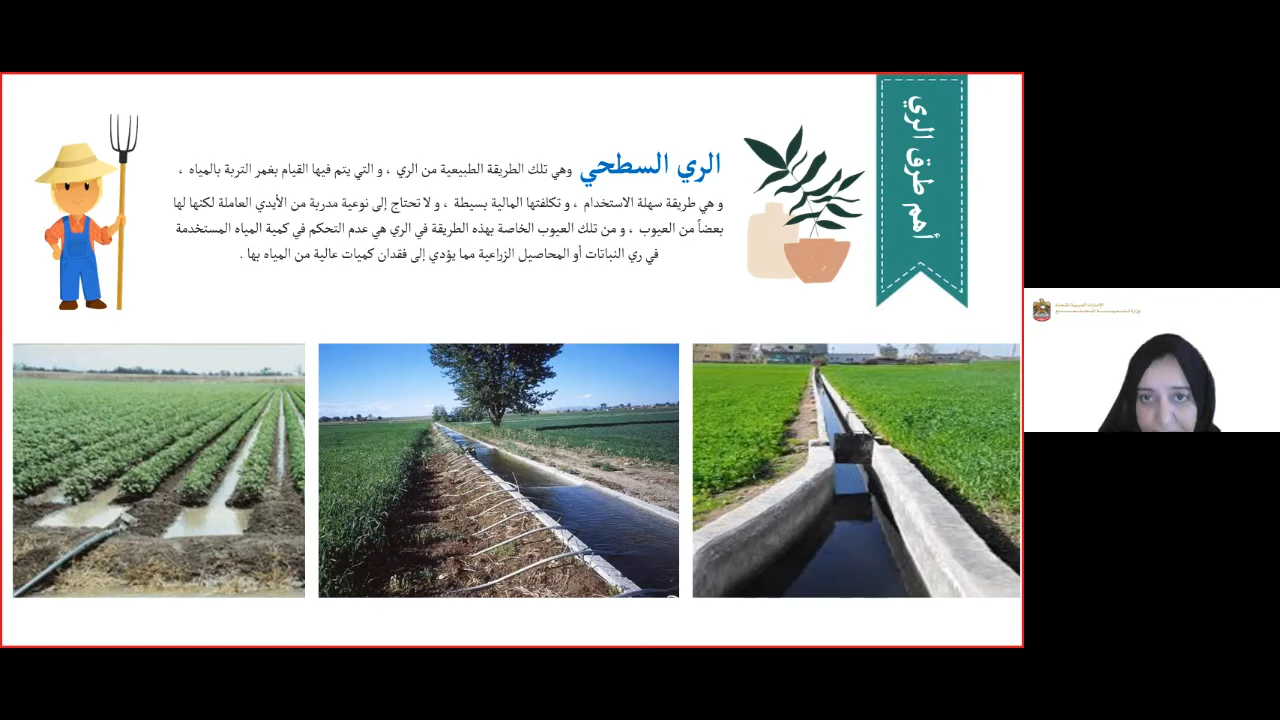 أهم طرق الري
الري السطحي وهي تلك الطريقة الطبيعية من الري ، و التي يتم فيها القيام بغمر التربة بالمياه ،
و هي طريقة سهلة الاستخدام ، و تكلفتها المالية بسيطة ، و لا تحتاج إلى نوعية مدربة من الأيدي العاملة لكنها لها
بعضاً من العيوب ، و من تلك العيوب الخاصة بهذه الطريقة في الري هي عدم التحكم في كمية المياه المستخدمة
في ري النباتات أو المحاصيل الزراعية مما يؤدي إلى فقدان كميات عالية من المياه بها .
الإمارات العربية المتحدة